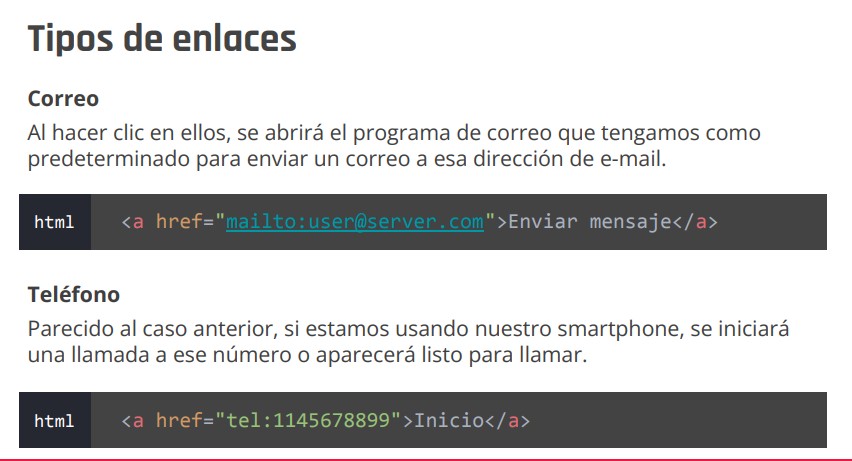 Tipos de enlaces
Correo
Al hacer clic en ellos, se abrirá el programa de correo que tengamos como
predeterminado para enviar un correo a esa dirección de e-mail.
html <a href="mailto:user@server.com">Enviar mensaje</a>
Teléfono
Parecido al caso anterior, si estamos usando nuestro smartphone, se iniciará
una llamada a ese número o aparecerá listo para llamar.
html <a href="tel:1145678899">Inicio</a>